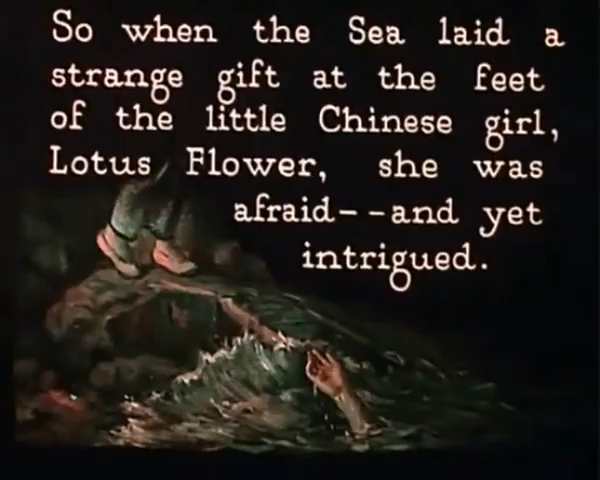 So when the Sea laid a
strange gift at the feet
of the little Chinese girl,
Lotus Flower, she was
afraid--and yet
intrigued.